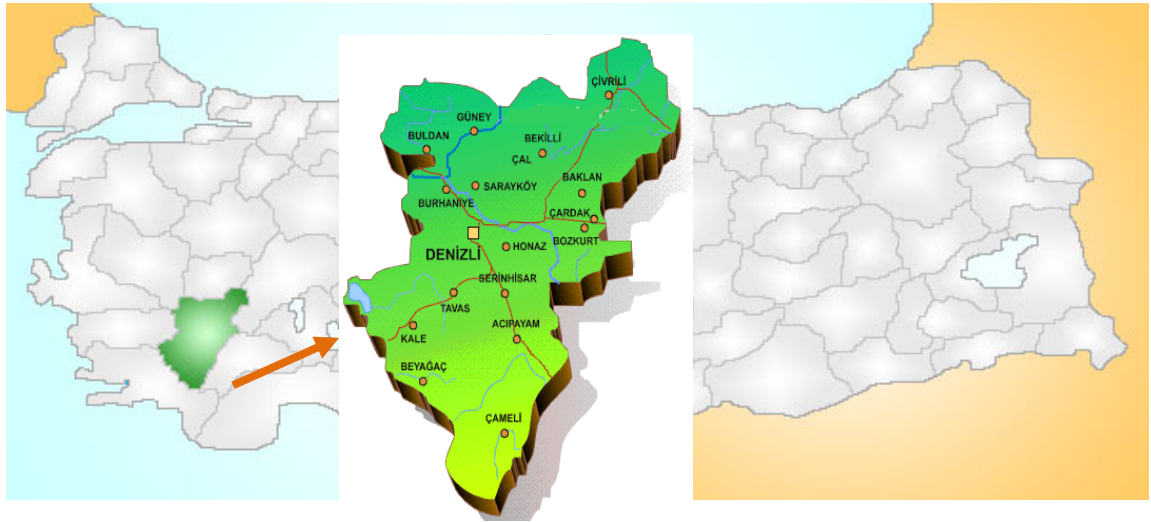 ÇİVRİLİ
GÜNEY
BULDAN
BEKİLLİ
ÇAL
BAKLAN
SARAYKÖY
BURHANİYE
ÇARDAK
BOZKURT
HONAZ
DENİZLİ
SERİNHİSAR
TAVAS
KALE
ACIPAYAM
BEYAĞAÇ
ÇAMELİ